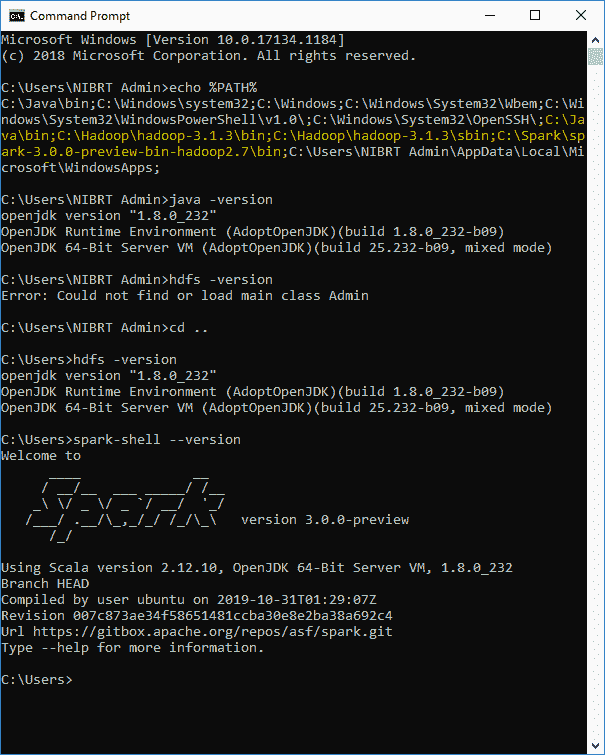 Command Prompt
Microsoft Windows [Version 10.0.17134.1184]
(c) 2018 Microsoft Corporation. All rights reserved.
C:\Users\NIBRT Admin>echo %PATH%
C:\Java\bin;C:\Windows\system32;C:\Windows;C:\Windows\System32\Wbem;C:\Wi
ndows\System32\WindowsPowerShell\v1.0\;C:\Windows\System32\OpenSSH\;C:\Ja
va\bin;C:\Hadoop\hadoop-3.1.3\bin;C:\Hadoop\hadoop-3.1.3\sbin;C:\Spark\sp
ark-3.0.0-preview-bin-hadoop2.7\bin;C:\Users\NIBRT Admin\AppData\Local\Mi
crosoft\WindowsApps;
C:\Users\NIBRT Admin>java -version
openjdk version "1.8.0_232"
OpenJDK Runtime Environment (AdoptOpenJDK)(build 1.8.0_232-b09)
OpenJDK 64-Bit Server VM (AdoptOpenJDK)(build 25.232-b09, mixed mode)
C:\Users\NIBRT Admin>hdfs -version
Error: Could not find or load main class Admin
C:\Users\NIBRT Admin>cd ..
C:\Users>hdfs -version
openjdk version "1.8.0_232"
OpenJDK Runtime Environment (AdoptOpenJDK)(build 1.8.0_232-b09)
OpenJDK 64-Bit Server VM (AdoptOpenJDK)(build 25.232-b09, mixed mode)
C:\Users>spark-shell --version
Welcome to
      ____              __
     / __/__  ___ _____/ /__
    _\ \/ _ \/ _ `/ __/  '_/
   /___/ .__/\_,_/_/ /_/\_\   version 3.0.0-preview
      /_/
Using Scala version 2.12.10, OpenJDK 64-Bit Server VM, 1.8.0_232
Branch HEAD
Compiled by user ubuntu on 2019-10-31T01:29:07Z
Revision 007c873ae34f58651481ccba30e8e2ba38a692c4
Url https://gitbox.apache.org/repos/asf/spark.git
Type --help for more information.
C:\Users>